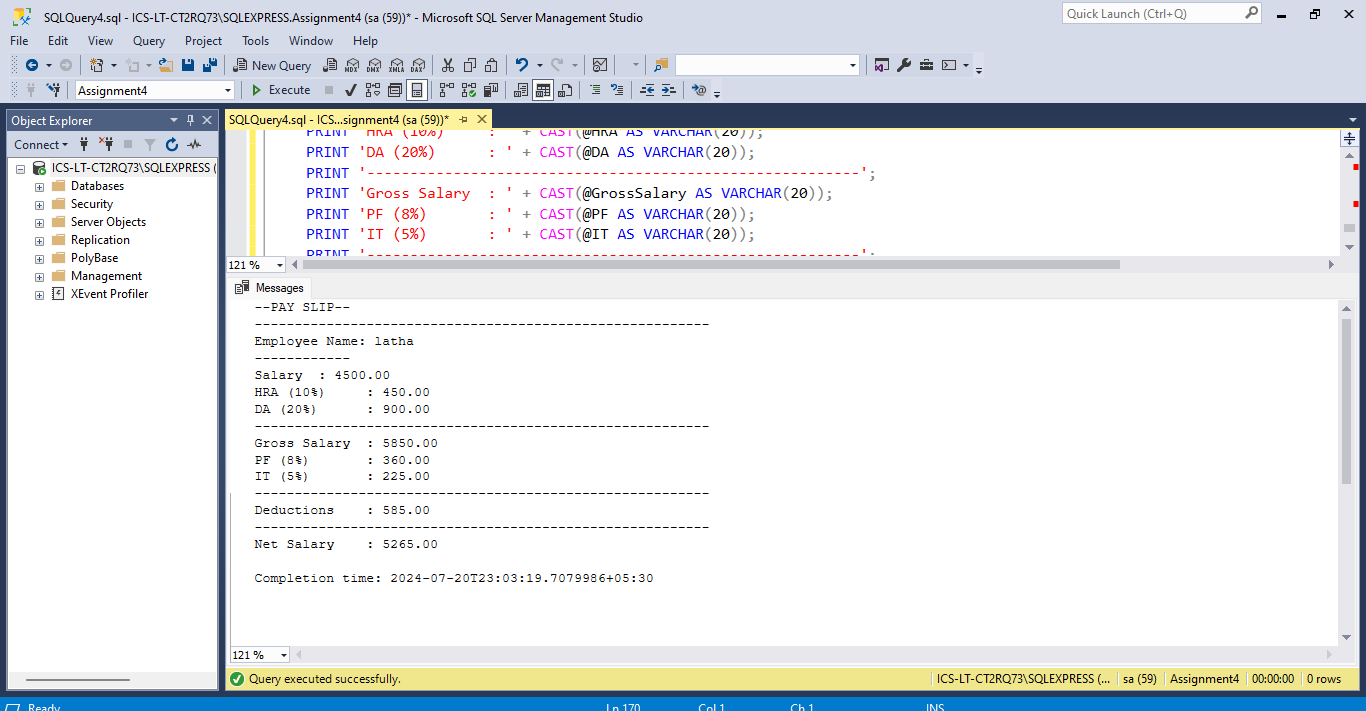 SQLQuery4.sql - ICS-LT-CT2RQ73\SQLEXPRESS.Assignment4 (sa (59))* - Microsoft SQL Server Management Studio
Quick Launch (Ctrl+Q)
File Edit View Query Project Tools Window Help
New Query MDX DMX XMLA DAX
Assignment4 Execute
Object Explorer
Connect
ICS-LT-CT2RQ73\SQLEXPRESS (
Databases
Security
Server Objects
Replication
PolyBase
Management
XEvent Profiler
SQLQuery4.sql - ICS...signment4 (sa (59))*
PRINT 'HRA (10%)      : ' + CAST(@HRA AS VARCHAR(20));
PRINT 'DA (20%)      : ' + CAST(@DA AS VARCHAR(20));
PRINT '---------------------------------------------------------';
PRINT 'Gross Salary  : ' + CAST(@GrossSalary AS VARCHAR(20));
PRINT 'PF (8%)       : ' + CAST(@PF AS VARCHAR(20));
PRINT 'IT (5%)       : ' + CAST(@IT AS VARCHAR(20));
PRINT '---------------------------------------------------------';
121 %
Messages
--PAY SLIP--
---------------------------------------------------------
Employee Name: latha
------------
Salary  : 4500.00
HRA (10%)     : 450.00
DA (20%)      : 900.00
---------------------------------------------------------
Gross Salary  : 5850.00
PF (8%)       : 360.00
IT (5%)       : 225.00
---------------------------------------------------------
Deductions    : 585.00
---------------------------------------------------------
Net Salary    : 5265.00
Completion time: 2024-07-20T23:03:19.7079986+05:30
121 %
Query executed successfully. ICS-LT-CT2RQ73\SQLEXPRESS (... sa (59) Assignment4 00:00:00 0 rows
Ready Ln 170 Col 1 Ch 1 INS